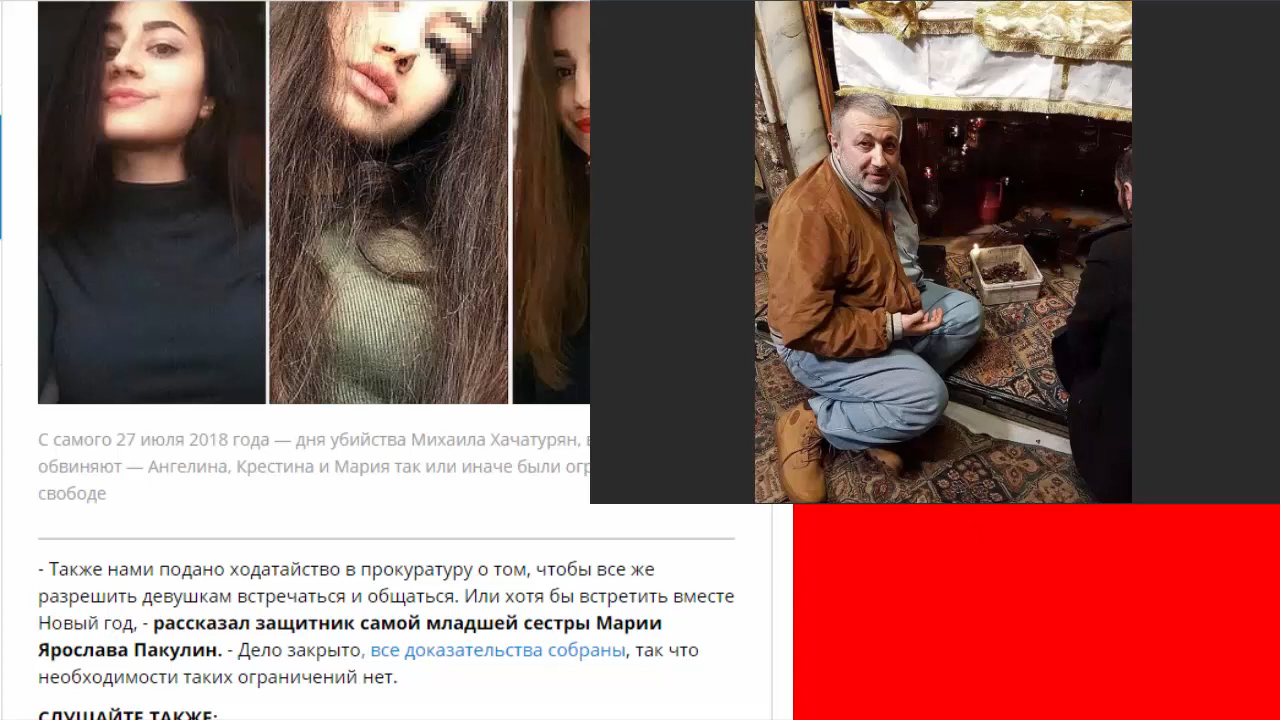 С самого 27 июля 2018 года — дня убийства Михаила Хачатурян,
обвиняют — Ангелина, Крестина и Мария так или иначе были
свободе
- Также нами подано ходатайство в прокуратуру о том, чтобы все же
разрешить девушкам встречаться и общаться. Или хотя бы встретить вместе
Новый год, - рассказал защитник самой младшей сестры Марии
Ярослава Пакулин. - Дело закрыто, все доказательства собраны, так что
необходимости таких ограничений нет.
СЛУШАЙТЕ ТАКЖЕ: